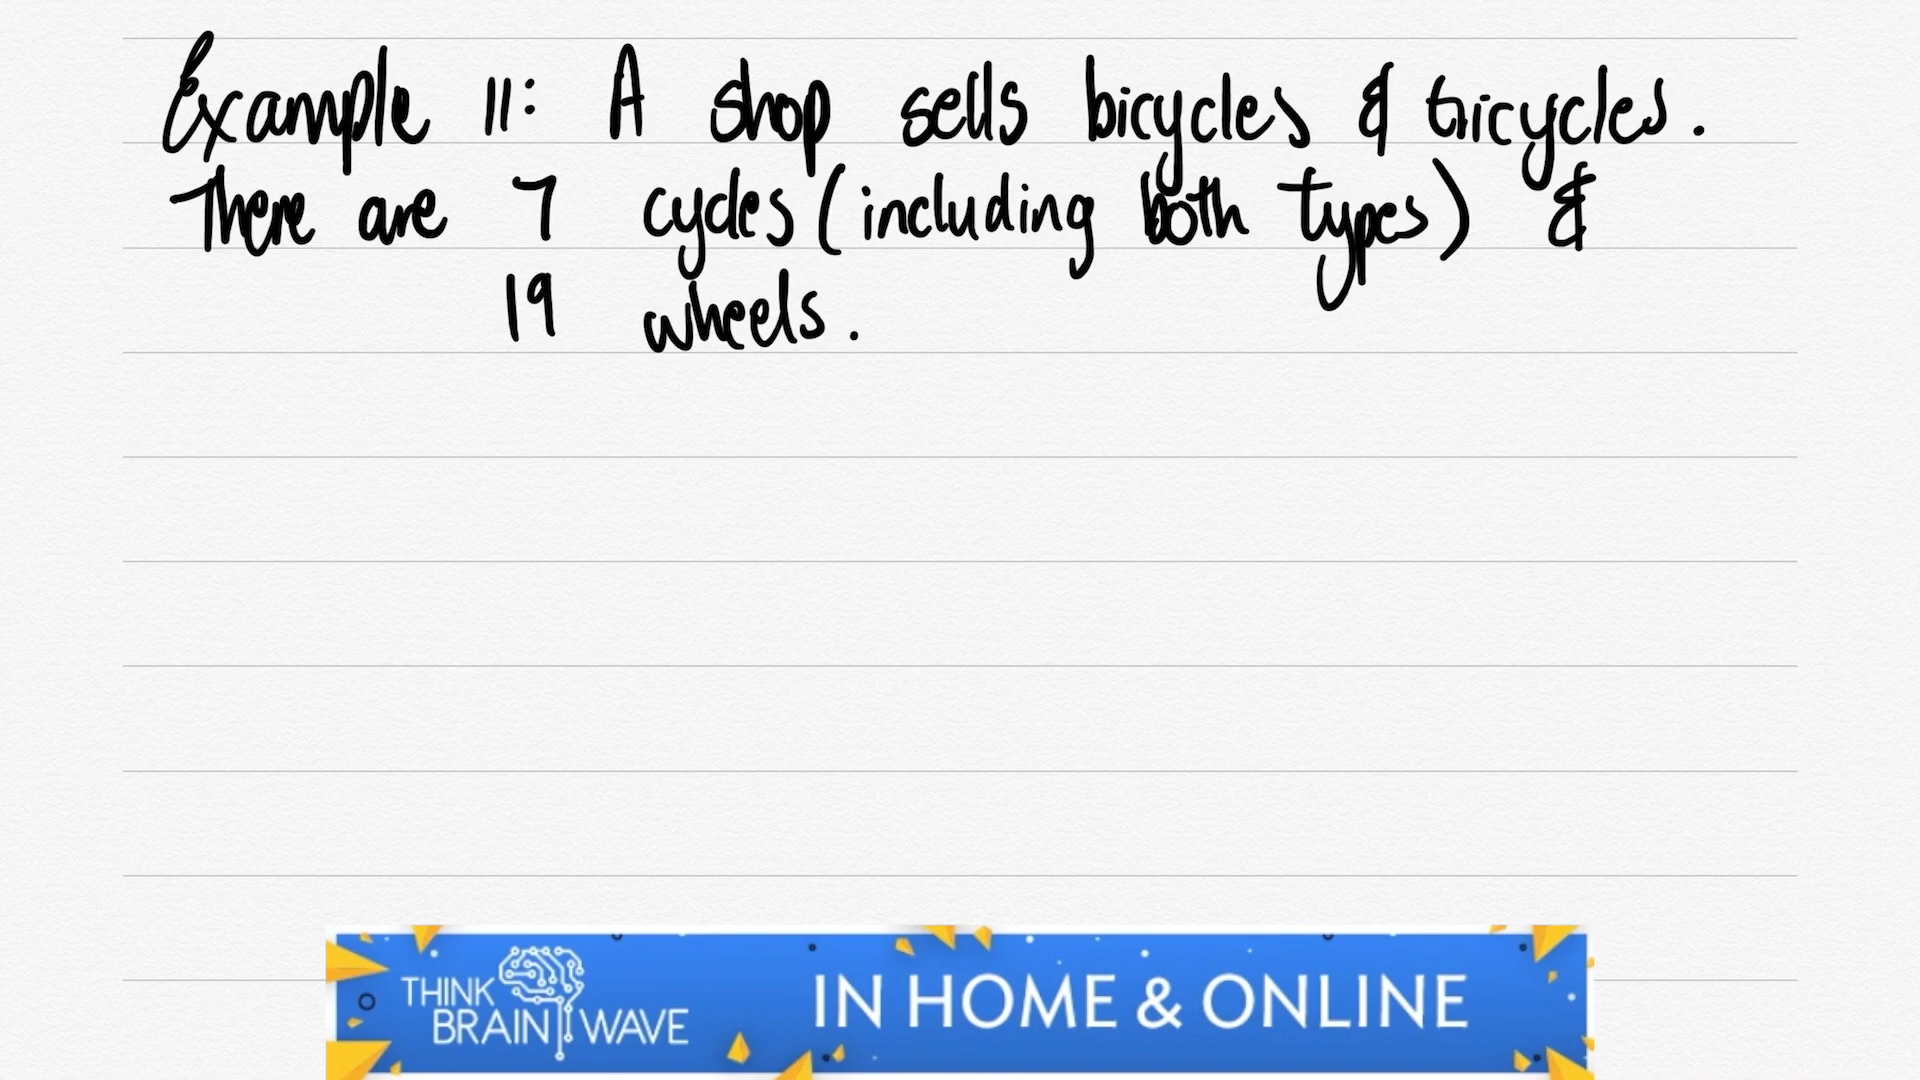 Example 11: A shop sells bicycles & tricycles.
There are 7 cycles (including both types) &
19 wheels.
THINK
BRAIN WAVE
IN HOME & ONLINE